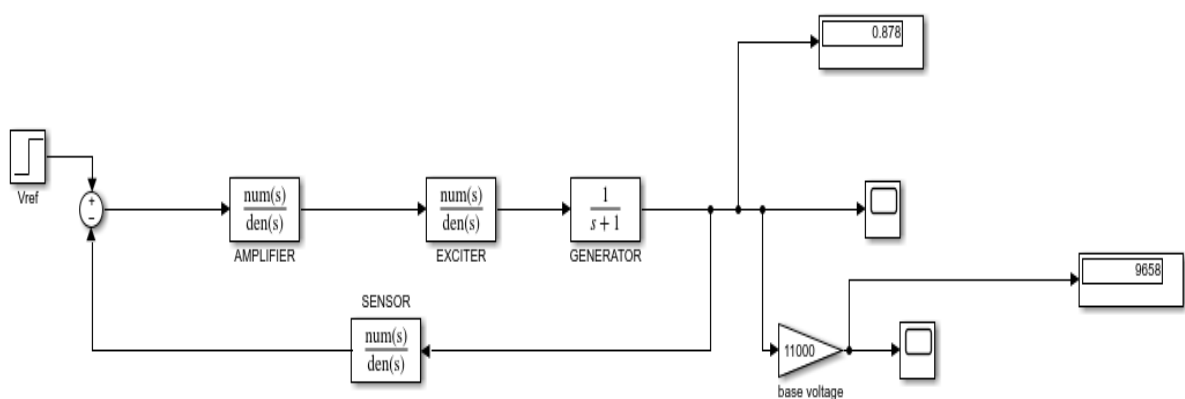 0.878
Vref
+
−
num(s)
den(s)
AMPLIFIER
num(s)
den(s)
EXCITER
1
s + 1
GENERATOR
SENSOR
num(s)
den(s)
9658
11000
base voltage